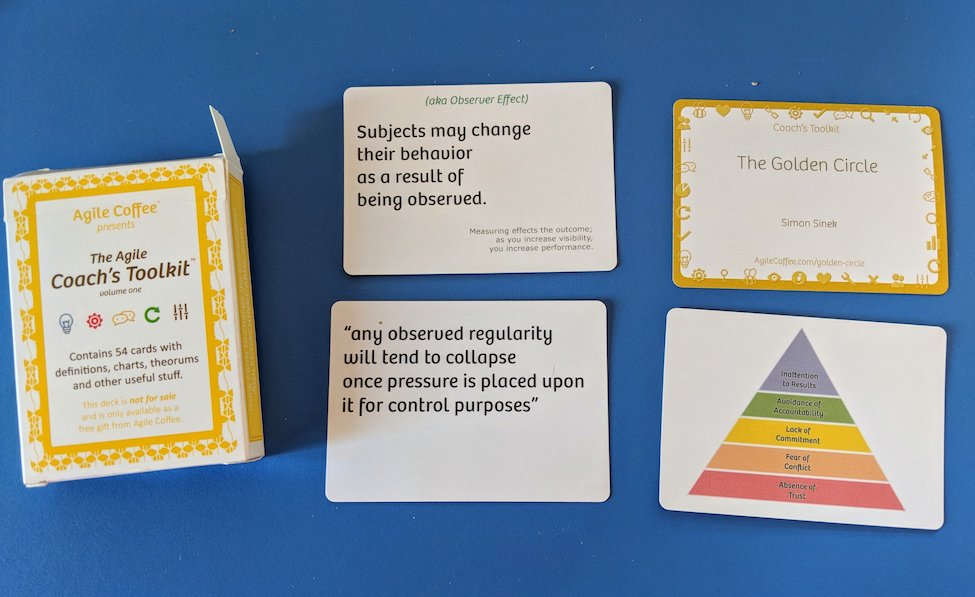 Agile Coffee™
presents
The Agile
Coach's Toolkit™
volume one
Contains 54 cards with
definitions, charts, theorums
and other useful stuff.
This deck is not for sale
and is only available as a
free gift from Agile Coffee.
(aka Observer Effect)
Subjects may change
their behavior
as a result of
being observed.
Measuring effects the outcome;
as you increase visibility,
you increase performance.
"any observed regularity
will tend to collapse
once pressure is placed upon
it for control purposes"
Coach's Toolkit
The Golden Circle
Simon Sinek
AgileCoffee.com/golden-circle
Inattention
to Results
Avoidance of
Accountability
Lack of
Commitment
Fear of
Conflict
Absence of
Trust